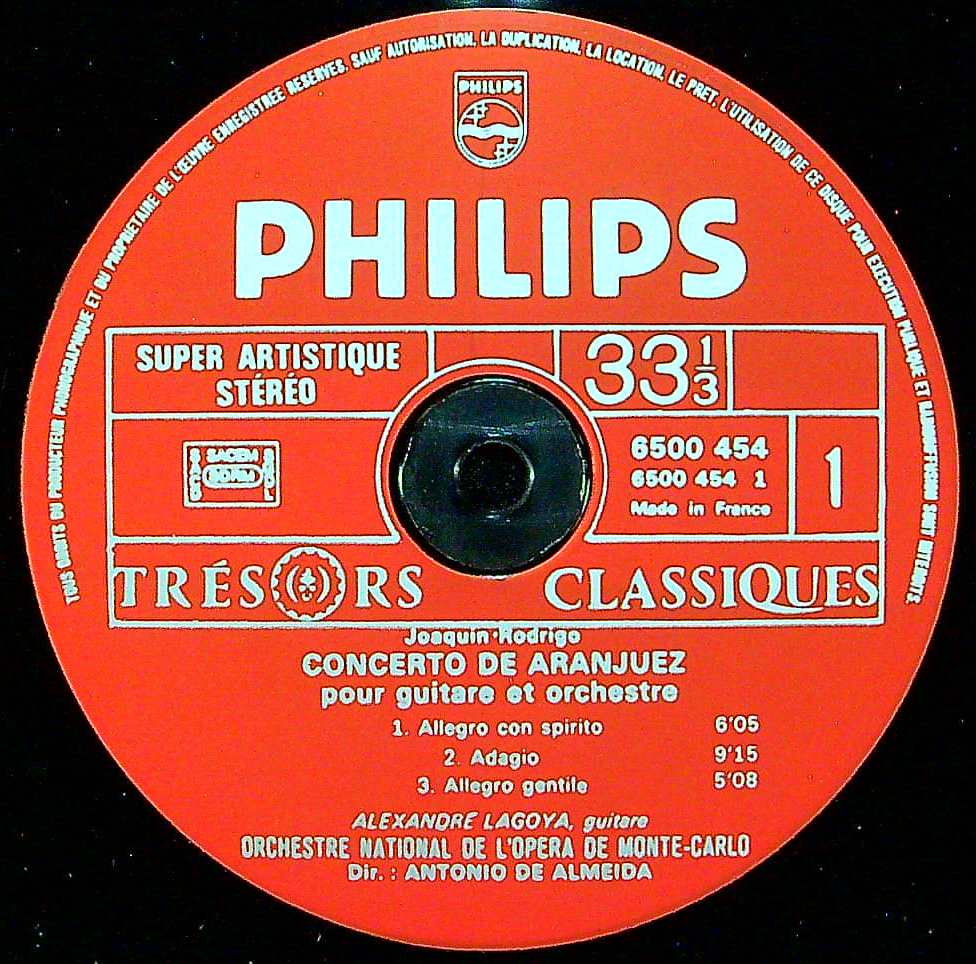 TOUS DROITS DU PRODUCTEUR PHONOGRAPHIQUE ET DU PROPRIETAIRE DE L'ŒUVRE ENREGISTREE RESERVES. SAUF AUTORISATION, LA DUPLICATION, LA LOCATION, LE PRET, L'UTILISATION DE CE DISQUE POUR EXECUTION PUBLIQUE ET RADIODIFFUSION SONT INTERDITS.
PHILIPS
PHILIPS
SUPER ARTISTIQUE
STÉRÉO
33 1/3
SACEM
6500 454
6500 454 1
Made in France
1
TRÉSORS CLASSIQUES
Joaquin Rodrigo
CONCERTO DE ARANJUEZ
pour guitare et orchestre
1. Allegro con spirito 6'05
2. Adagio 9'15
3. Allegro gentile 5'08
ALEXANDRE LAGOYA, guitare
ORCHESTRE NATIONAL DE L'OPERA DE MONTE-CARLO
Dir. : ANTONIO DE ALMEIDA